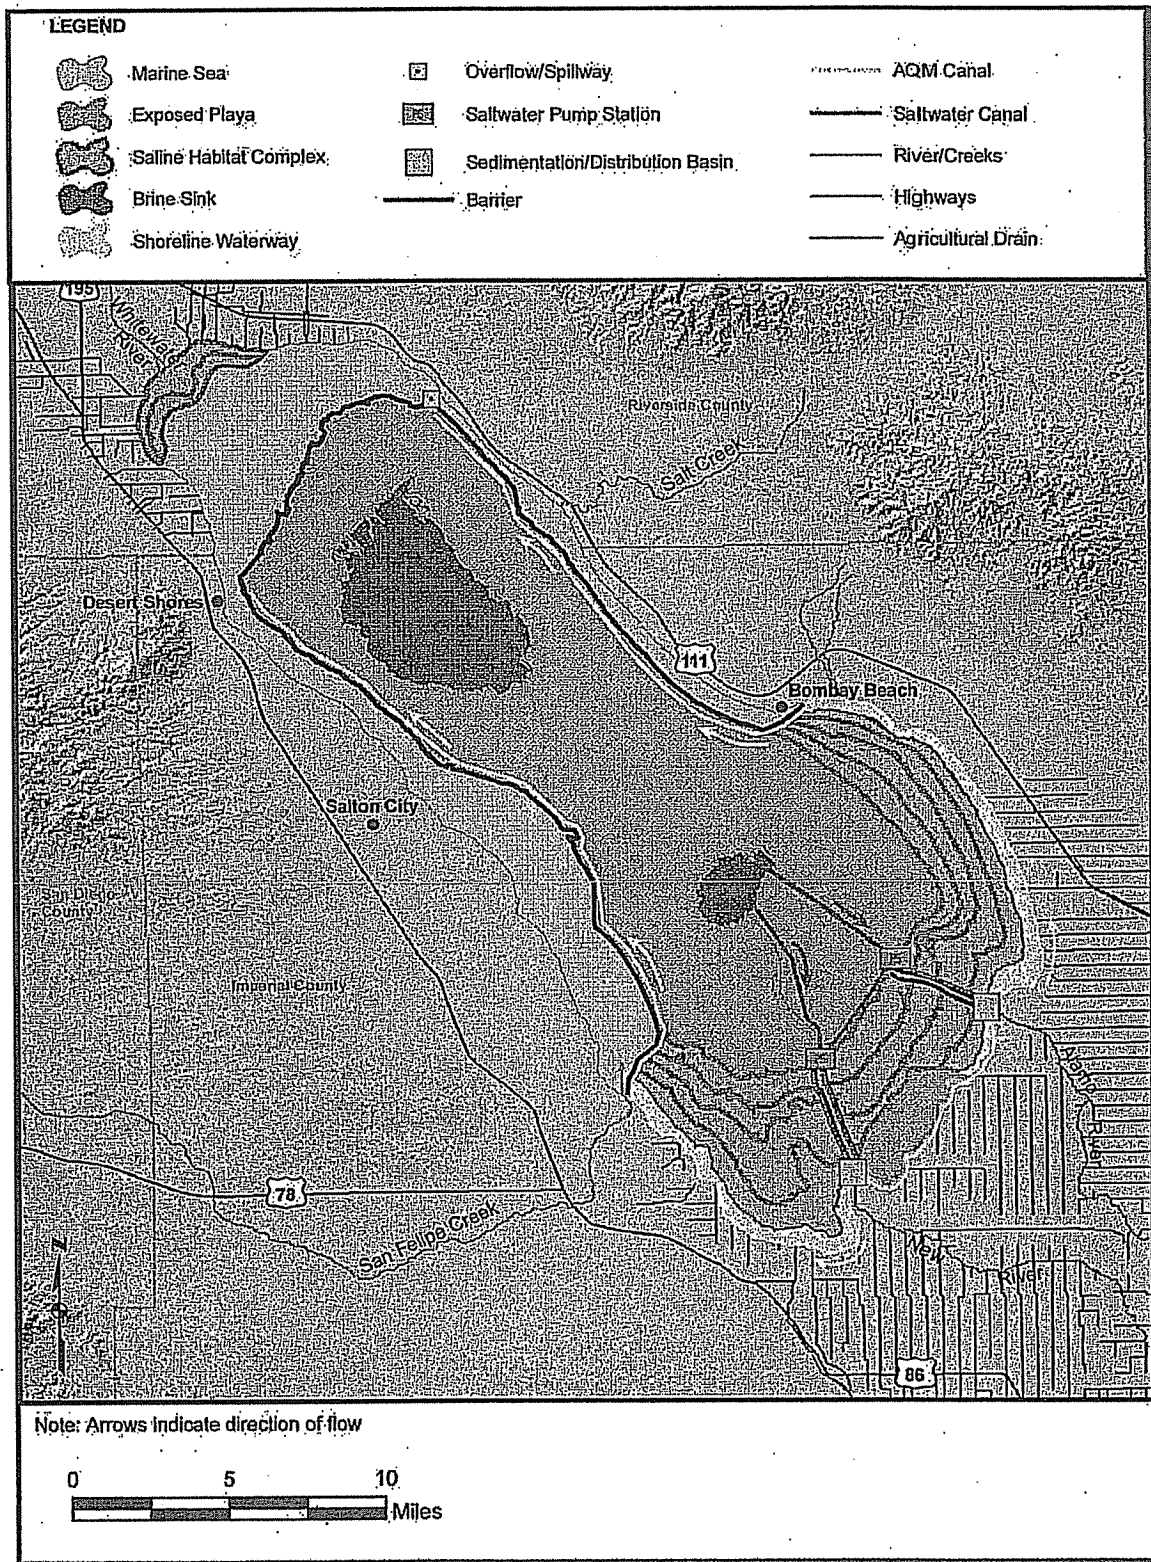 LEGEND
Marine Sea
Exposed Playa
Saline Habitat Complex
Brine Sink
Shoreline Waterway
Overflow/Spillway
Saltwater Pump Station
Sedimentation/Distribution Basin
Barrier
AQM Canal
Saltwater Canal
River/Creeks
Highways
Agricultural Drain
195
Whitewater
River
Riverside County
Salt Creek
Desert Shores
111
Bombay Beach
Salton City
San Diego
County
Imperial County
Alamo River
78
San Felipe Creek
New
River
Z
86
Note: Arrows indicate direction of flow
0 5 10
Miles